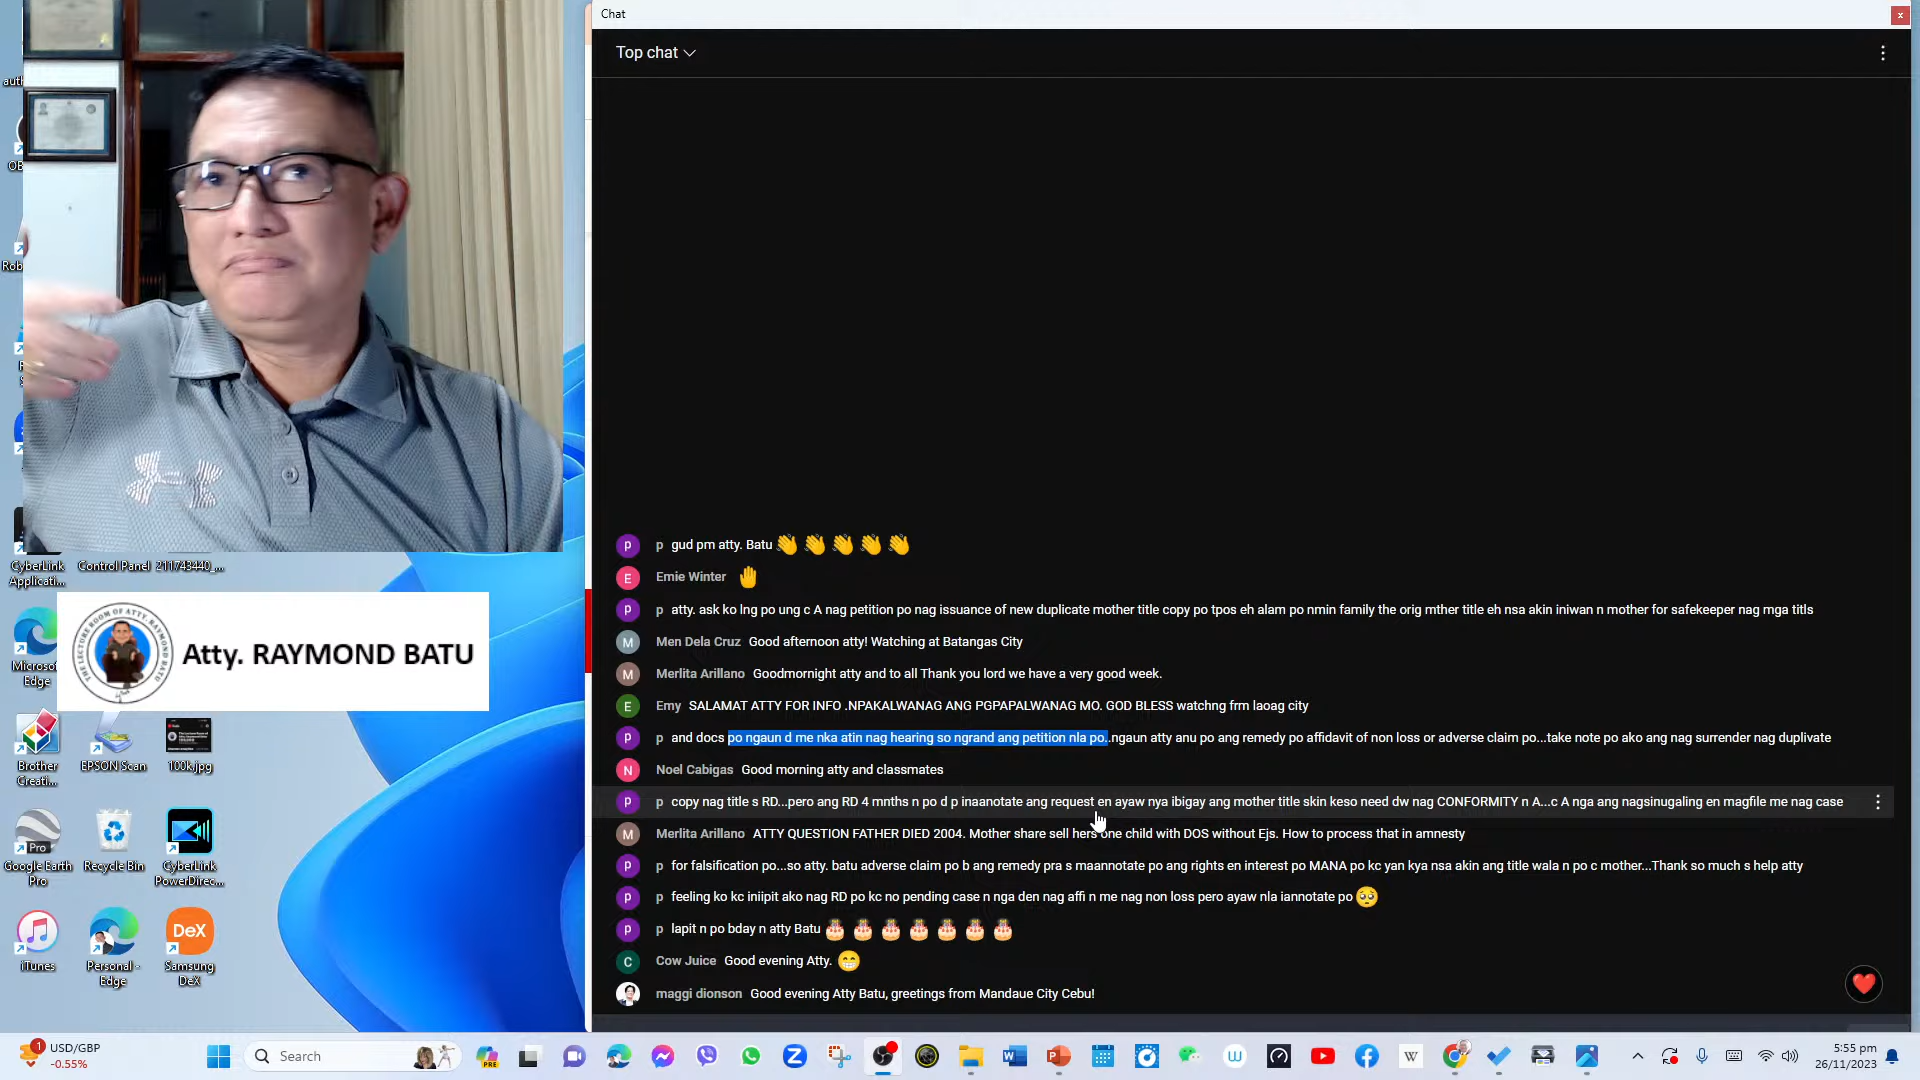 Chat
Top chat
p gud pm atty. Batu
Emie Winter
p atty. ask ko lng po ung c A nag petition po nag issuance of new duplicate mother title copy po tpos eh alam po nmin family the orig mther title eh nsa akin iniwan n mother for safekeeper nag mga titls
Men Dela Cruz Good afternoon atty! Watching at Batangas City
Merlita Arillano Goodmornight atty and to all Thank you lord we have a very good week.
Emy SALAMAT ATTY FOR INFO .NPAKALWANAG ANG PGPAPALWANAG MO. GOD BLESS watchng frm laoag city
p and docs po ngaun d me nka atin nag hearing so ngrand ang petition nla po..ngaun atty anu po ang remedy po affidavit of non loss or adverse claim po...take note po ako ang nag surrender nag duplivate
Noel Cabigas Good morning atty and classmates
p copy nag title s RD...pero ang RD 4 mnths n po d p inaanotate ang request en ayaw nya ibigay ang mother title skin keso need dw nag CONFORMITY n A...c A nga ang nagsinugaling en magfile me nag case
Merlita Arillano ATTY QUESTION FATHER DIED 2004. Mother share sell hers one child with DOS without Ejs. How to process that in amnesty
p for falsification po...so atty. batu adverse claim po b ang remedy pra s maannotate po ang rights en interest po MANA po kc yan kya nsa akin ang title wala n po c mother...Thank so much s help atty
p feeling ko kc iniipit ako nag RD po kc no pending case n nga den nag affi n me nag non loss pero ayaw nla iannotate po
p lapit n po bday n atty Batu
Cow Juice Good evening Atty.
maggi dionson Good evening Atty Batu, greetings from Mandaue City Cebu!
THE LECTURE ROOM OF ATTY. RAYMOND BATU
Atty. RAYMOND BATU
CyberLink Applicati...
Control Panel
211743440_...
Microsoft Edge
Brother Creati...
EPSON Scan
100k.jpg
Google Earth Pro
Recycle Bin
CyberLink PowerDirec...
iTunes
Personal - Edge
Samsung DeX
USD/GBP
-0.55%
Search
5:55 pm
26/11/2023